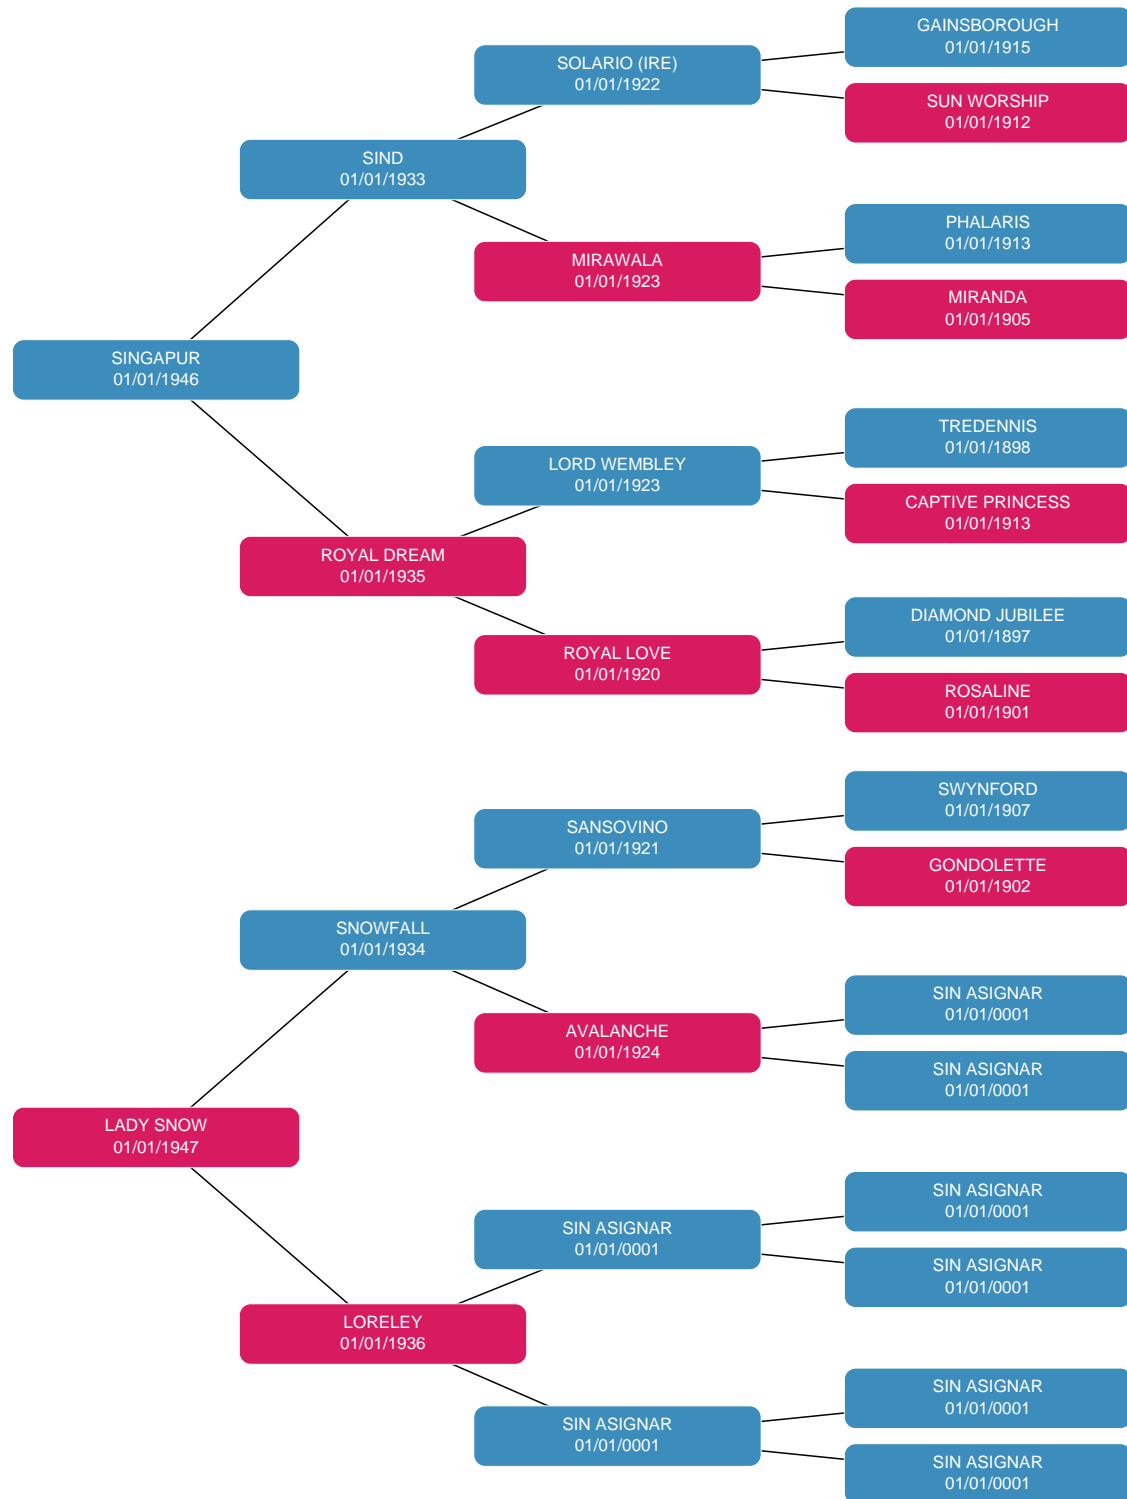 GAINSBOROUGH
01/01/1915
SOLARIO (IRE)
01/01/1922
SUN WORSHIP
01/01/1912
SIND
01/01/1933
PHALARIS
01/01/1913
MIRAWALA
01/01/1923
MIRANDA
01/01/1905
SINGAPUR
01/01/1946
TREDENNIS
01/01/1898
LORD WEMBLEY
01/01/1923
CAPTIVE PRINCESS
01/01/1913
ROYAL DREAM
01/01/1935
DIAMOND JUBILEE
01/01/1897
ROYAL LOVE
01/01/1920
ROSALINE
01/01/1901
SWYNFORD
01/01/1907
SANSOVINO
01/01/1921
GONDOLETTE
01/01/1902
SNOWFALL
01/01/1934
SIN ASIGNAR
01/01/0001
AVALANCHE
01/01/1924
SIN ASIGNAR
01/01/0001
LADY SNOW
01/01/1947
SIN ASIGNAR
01/01/0001
SIN ASIGNAR
01/01/0001
SIN ASIGNAR
01/01/0001
LORELEY
01/01/1936
SIN ASIGNAR
01/01/0001
SIN ASIGNAR
01/01/0001
SIN ASIGNAR
01/01/0001